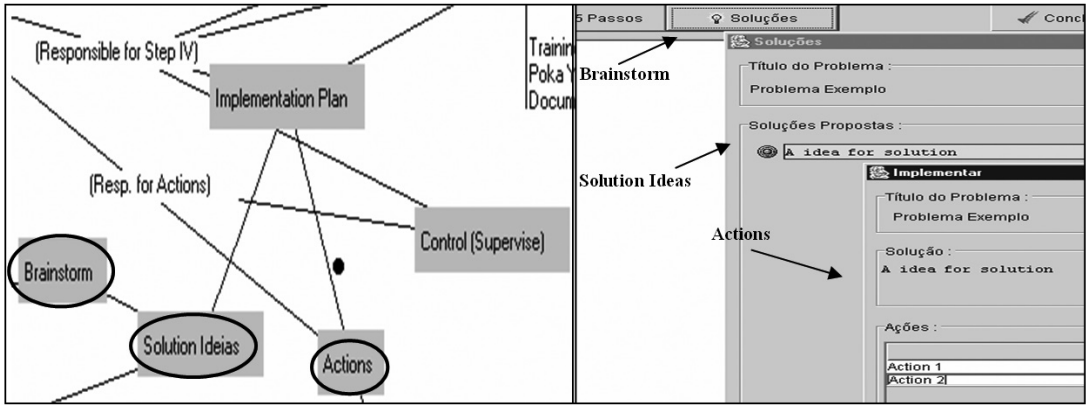 (Responsible for Step IV)
Implementation Plan
(Resp. for Actions)
Control (Supervise)
Brainstorm
Solution Ideias
Actions
Trainin
Poka Y
Docum
5 Passos
Soluções
Concl
Brainstorm
Soluções
Título do Problema :
Problema Exemplo
Soluções Propostas :
A idea for solution
Solution Ideas
Implementar
Título do Problema :
Problema Exemplo
Actions
Solução :
A idea for solution
Ações :
Action 1
Action 2